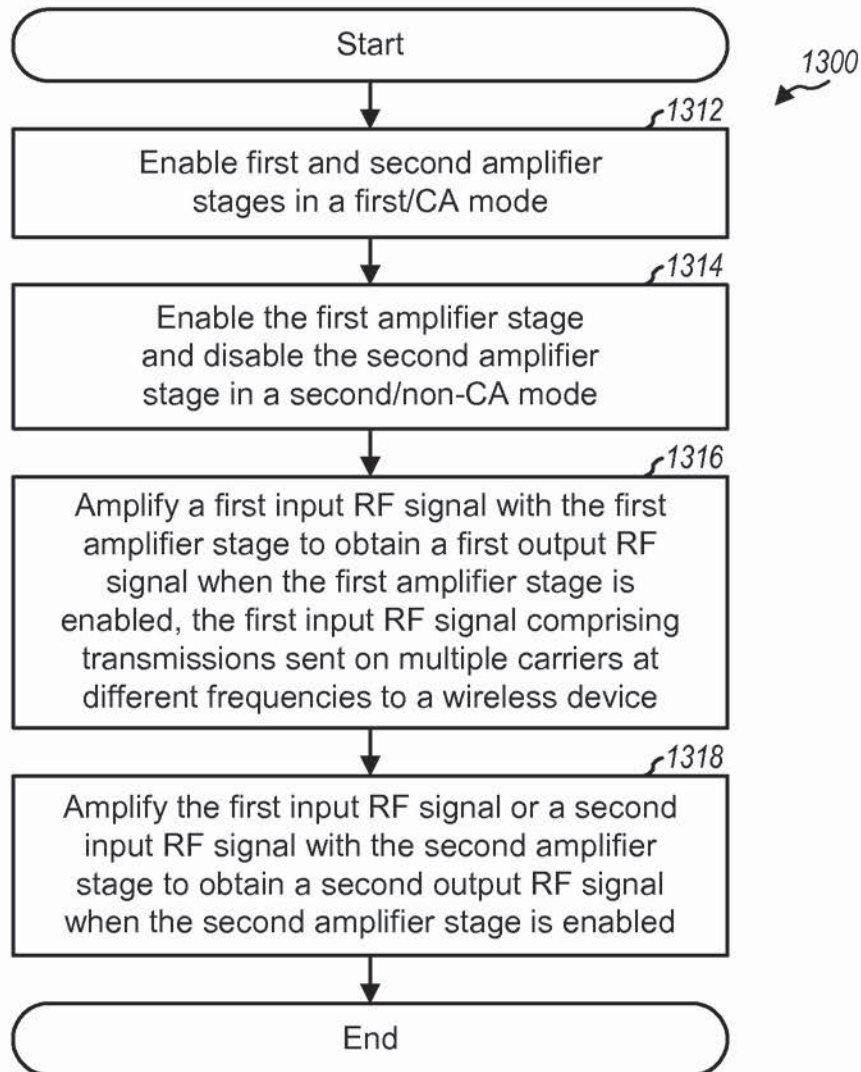 Start
1300
1312
Enable first and second amplifier
stages in a first/CA mode
1314
Enable the first amplifier stage
and disable the second amplifier
stage in a second/non-CA mode
1316
Amplify a first input RF signal with the first
amplifier stage to obtain a first output RF
signal when the first amplifier stage is
enabled, the first input RF signal comprising
transmissions sent on multiple carriers at
different frequencies to a wireless device
1318
Amplify the first input RF signal or a second
input RF signal with the second amplifier
stage to obtain a second output RF signal
when the second amplifier stage is enabled
End